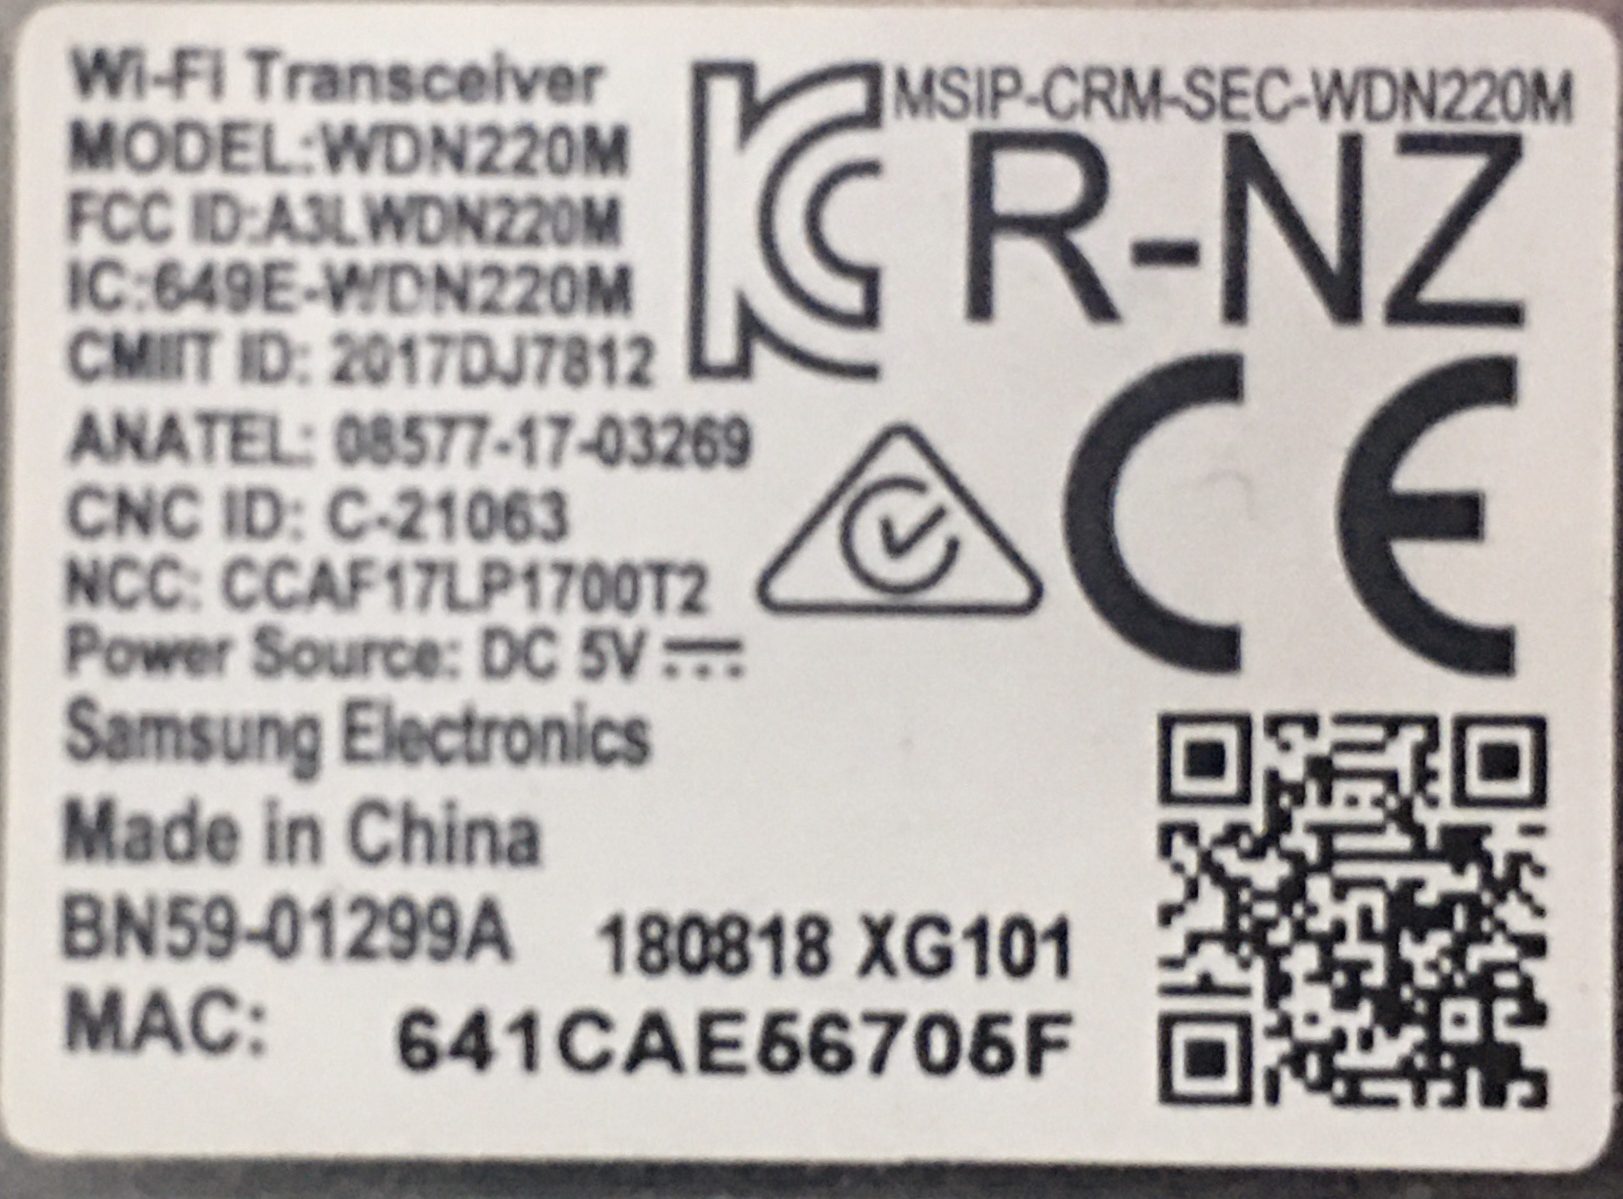 Wi-Fi Transceiver
MODEL:WDN220M
FCC ID:A3LWDN220M
IC:649E-WDN220M
CMIIT ID: 2017DJ7812
ANATEL: 08577-17-03269
CNC ID: C-21063
NCC: CCAF17LP1700T2
Power Source: DC 5V
Samsung Electronics
Made in China
BN59-01299A 180818 XG101
MAC: 641CAE56705F
MSIP-CRM-SEC-WDN220M
R-NZ
CE